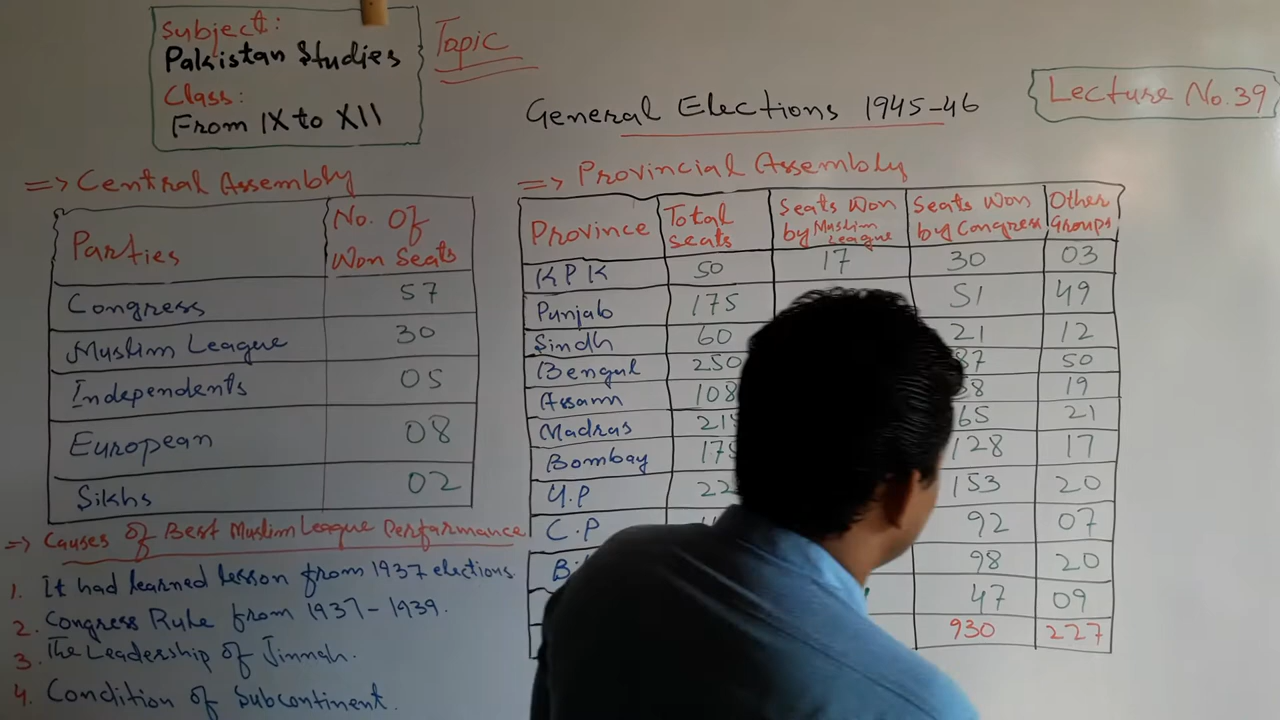 Subject:
Pakistan Studies
Class:
From IX to XII
Topic
General Elections 1945-46
Lecture No.39
=> Central Assembly
Parties No. Of Won Seats
Congress 57
Muslim League 30
Independents 05
European 08
Sikhs 02
=> Causes of Best Muslim League Performance
1. It had learned lesson from 1937 elections
2. Congress Rule from 1937-1939.
3. The Leadership of Jinnah.
4. Condition of Subcontinent.
=> Provincial Assembly
Province Total seats Seats Won by Muslim League Seats Won by Congress Other Groups
KPK 50 17 30 03
Punjab 175 51 49
Sindh 60 21 12
Bengul 250 87 50
Assam 108 19
Madras 65 21
Bombay 175 128 17
U.P 153 20
C.P 92 07
98 20
47 09
930 227